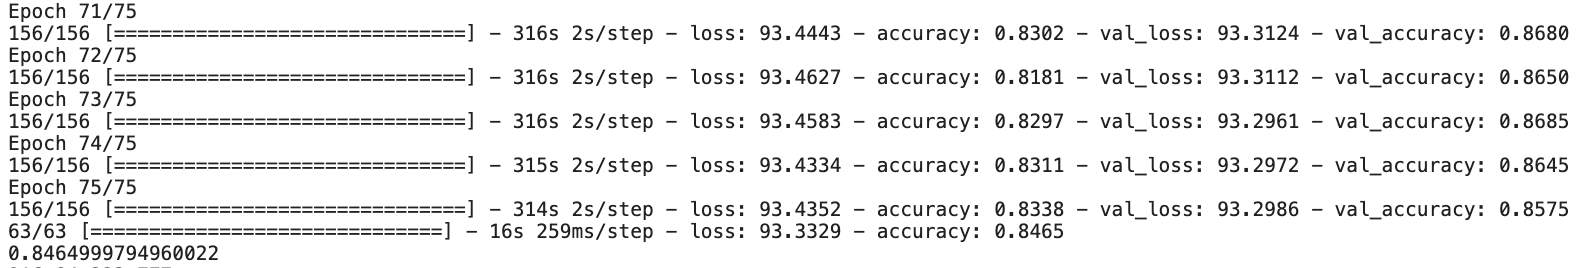 Epoch 71/75
156/156 [==============================] - 316s 2s/step - loss: 93.4443 - accuracy: 0.8302 - val_loss: 93.3124 - val_accuracy: 0.8680
Epoch 72/75
156/156 [==============================] - 316s 2s/step - loss: 93.4627 - accuracy: 0.8181 - val_loss: 93.3112 - val_accuracy: 0.8650
Epoch 73/75
156/156 [==============================] - 316s 2s/step - loss: 93.4583 - accuracy: 0.8297 - val_loss: 93.2961 - val_accuracy: 0.8685
Epoch 74/75
156/156 [==============================] - 315s 2s/step - loss: 93.4334 - accuracy: 0.8311 - val_loss: 93.2972 - val_accuracy: 0.8645
Epoch 75/75
156/156 [==============================] - 314s 2s/step - loss: 93.4352 - accuracy: 0.8338 - val_loss: 93.2986 - val_accuracy: 0.8575
63/63 [==============================] - 16s 259ms/step - loss: 93.3329 - accuracy: 0.8465
0.8464999794960022